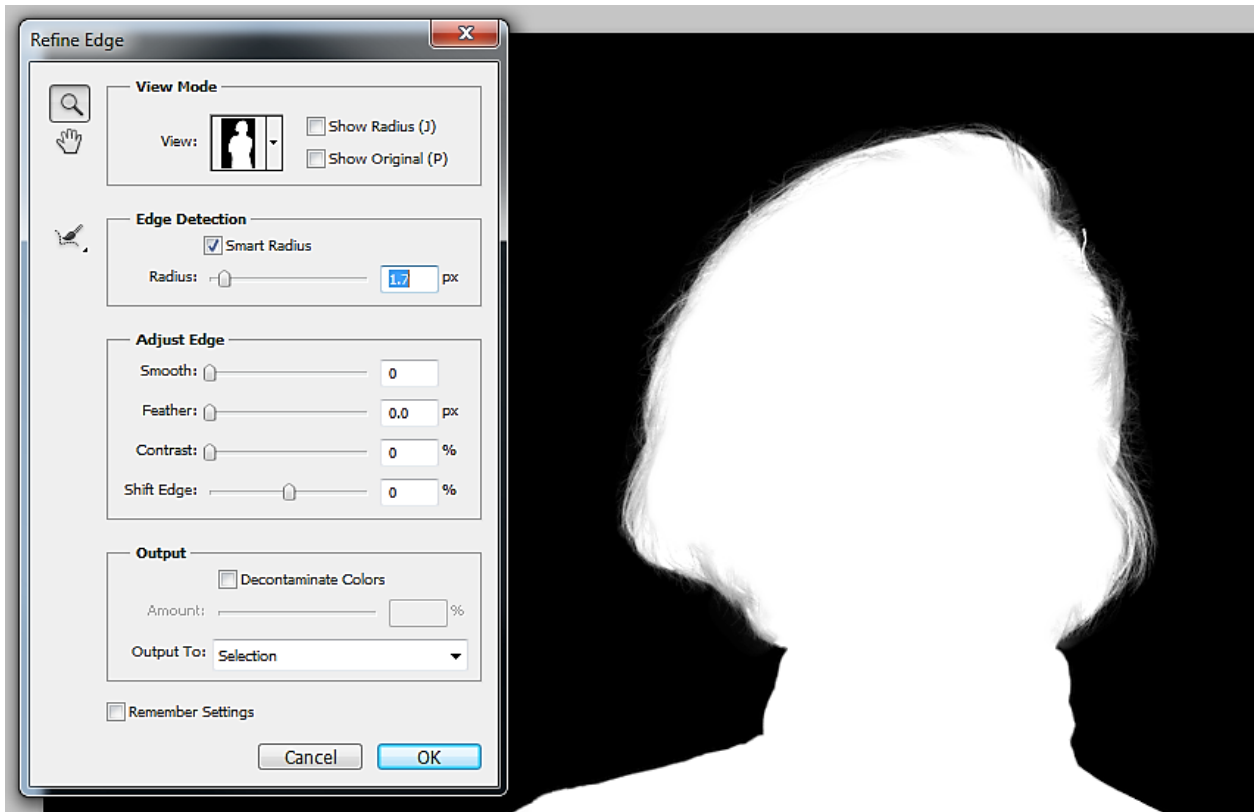 Refine Edge
View Mode
View:
Show Radius (J)
Show Original (P)
Edge Detection
Smart Radius
Radius: 1.7 px
Adjust Edge
Smooth: 0
Feather: 0.0 px
Contrast: 0 %
Shift Edge: 0 %
Output
Decontaminate Colors
Amount: %
Output To: Selection
Remember Settings
Cancel OK